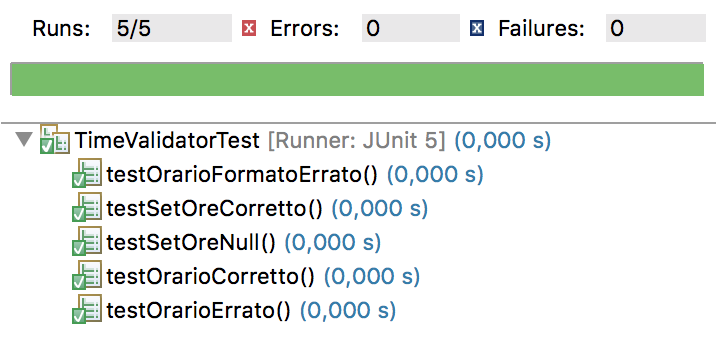 Runs: 5/5 Errors: 0 Failures: 0
TimeValidatorTest [Runner: JUnit 5] (0,000 s)
testOrarioFormatoErrato() (0,000 s)
testSetOreCorretto() (0,000 s)
testSetOreNull() (0,000 s)
testOrarioCorretto() (0,000 s)
testOrarioErrato() (0,000 s)